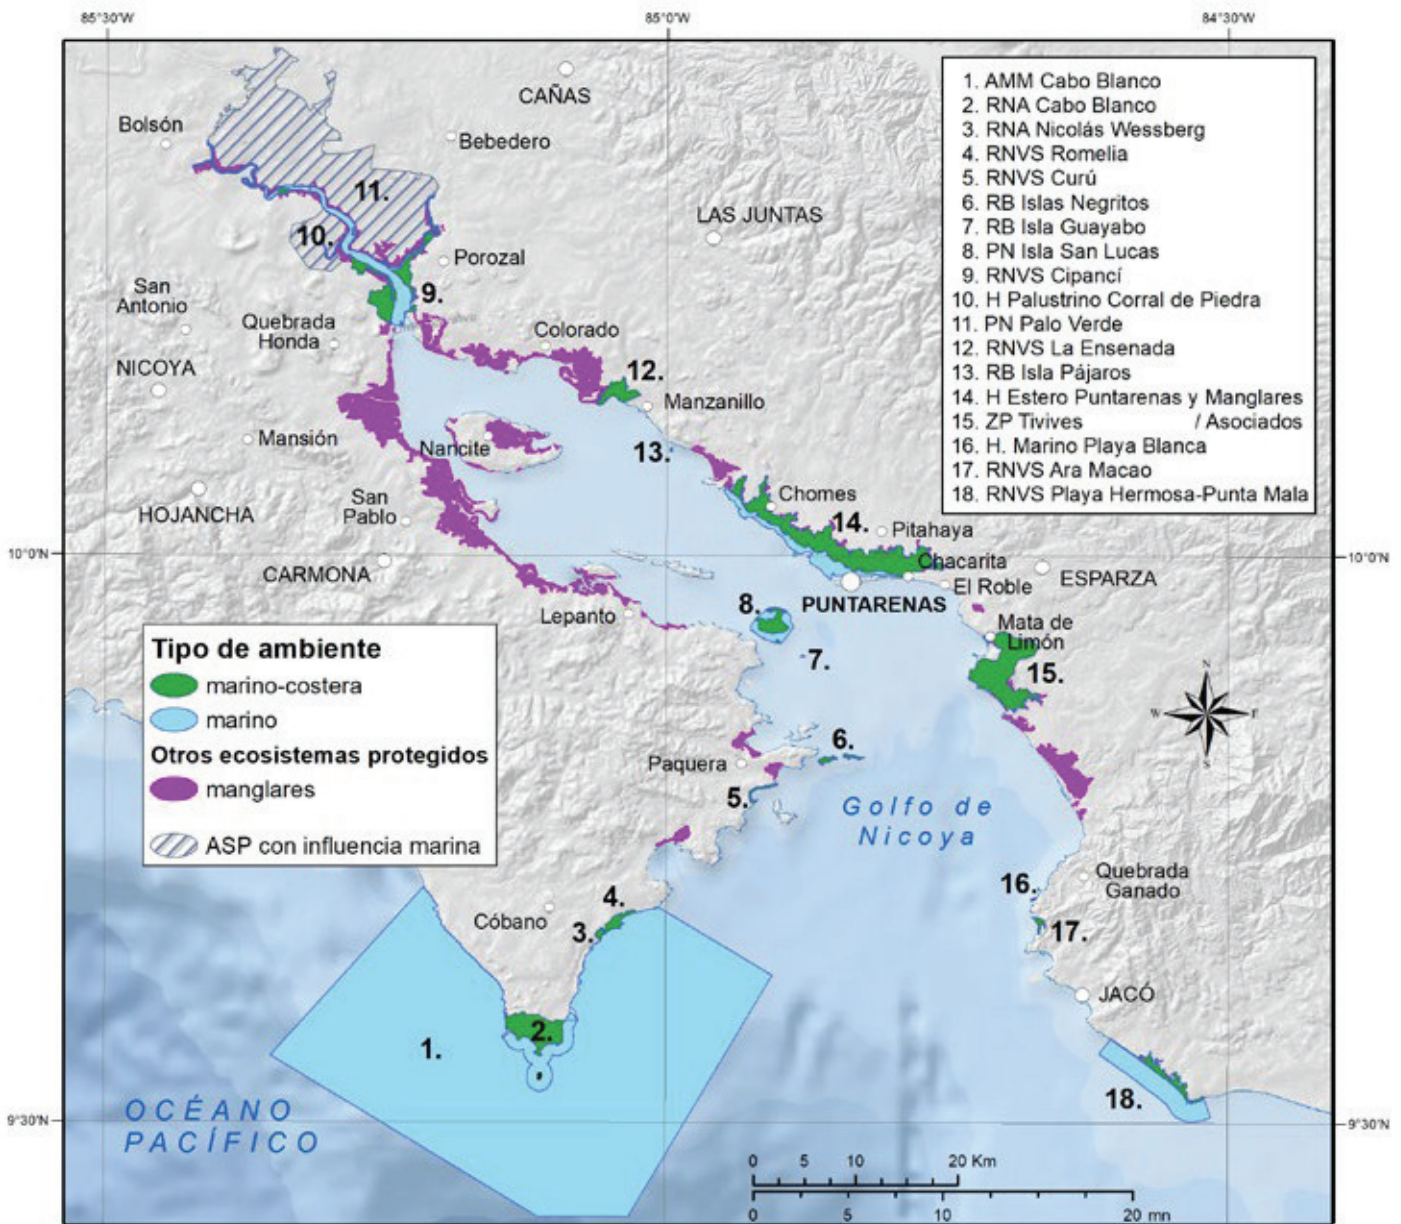 85°30'W 85°0'W 84°30'W
CAÑAS
Bolsón
Bebedero
11.
LAS JUNTAS
10.
Porozal
San
Antonio
9.
Quebrada
Honda
Colorado
NICOYA
12.
Manzanillo
Mansión
Nancite
13.
San
Pablo
Chomes
HOJANCHA
14.
Pitahaya
10°0'N 10°0'N
Chacarita
CARMONA
El Roble
ESPARZA
PUNTARENAS
8.
Lepanto
Mata de
Limón
7.
15.
1. AMM Cabo Blanco
2. RNA Cabo Blanco
3. RNA Nicolás Wessberg
4. RNVS Romelia
5. RNVS Curú
6. RB Islas Negritos
7. RB Isla Guayabo
8. PN Isla San Lucas
9. RNVS Cipancí
10. H Palustrino Corral de Piedra
11. PN Palo Verde
12. RNVS La Ensenada
13. RB Isla Pájaros
14. H Estero Puntarenas y Manglares
15. ZP Tivives / Asociados
16. H. Marino Playa Blanca
17. RNVS Ara Macao
18. RNVS Playa Hermosa-Punta Mala
Tipo de ambiente
marino-costera
marino
Otros ecosistemas protegidos
manglares
ASP con influencia marina
N
W E
S
6.
Paquera
5.
Golfo de
Nicoya
Quebrada
Ganado
16.
4.
Cóbano
3.
17.
JACÓ
2.
1.
18.
OCÉANO
PACÍFICO
9°30'N 9°30'N
0 5 10 20 Km
0 5 10 20 mn